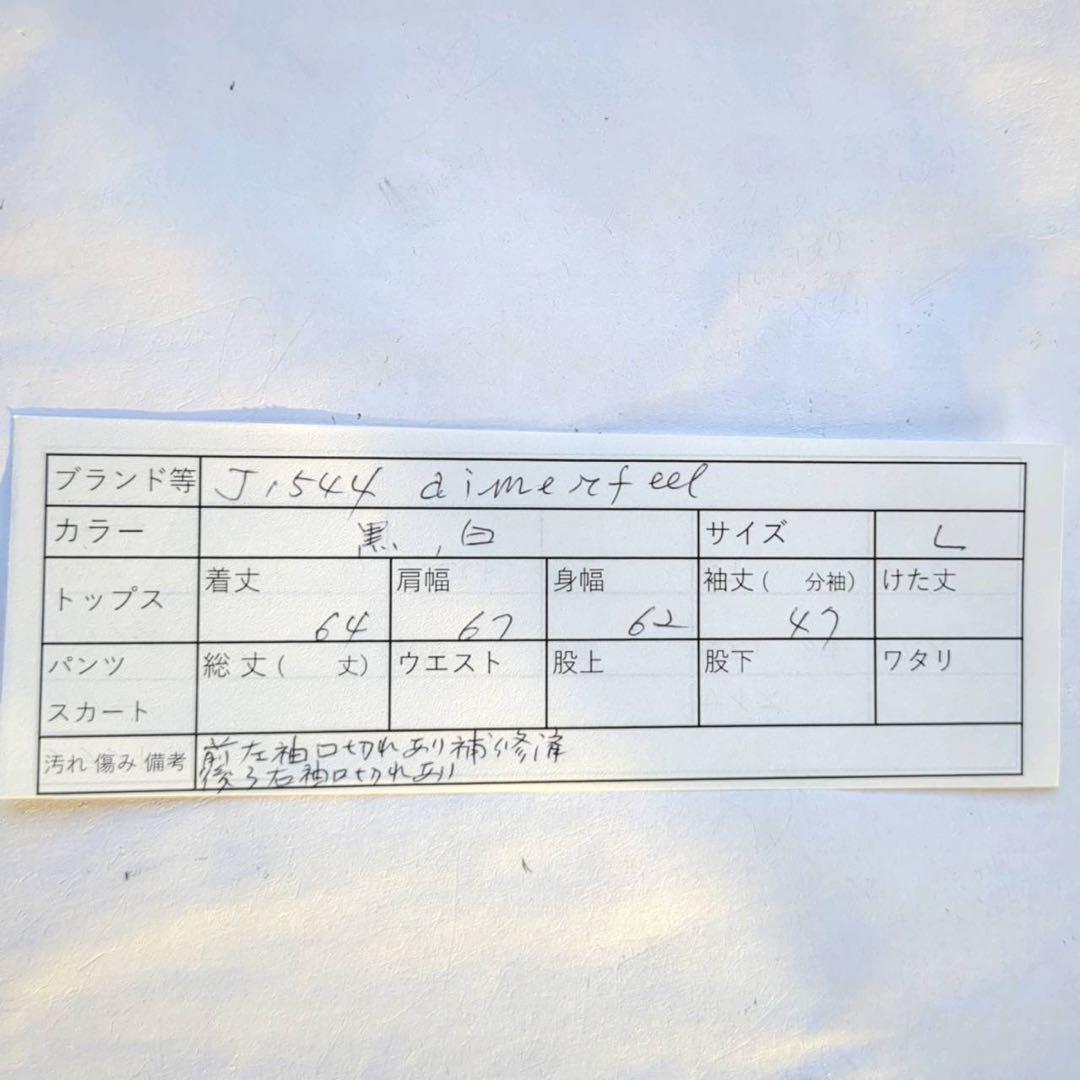 ブランド等 J1544 aimerfeel
カラー 黒,白 サイズ L
トップス 着丈 64 肩幅 67 身幅 62 袖丈( 分袖) 47 けた丈
パンツ スカート 総丈( 丈) ウエスト 股上 股下 ワタリ
汚れ 傷み 備考 前左袖口切れあり補修済
後ろ右袖口切れあり